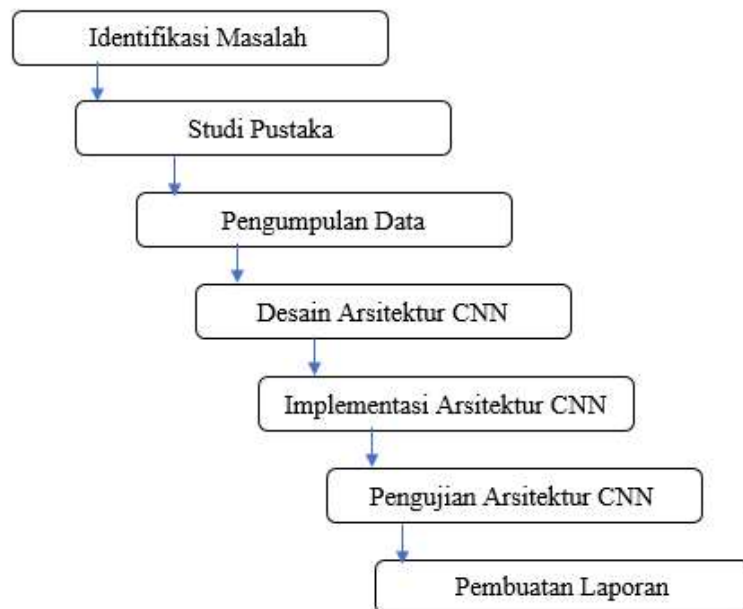 Identifikasi Masalah
Studi Pustaka
Pengumpulan Data
Desain Arsitektur CNN
Implementasi Arsitektur CNN
Pengujian Arsitektur CNN
Pembuatan Laporan